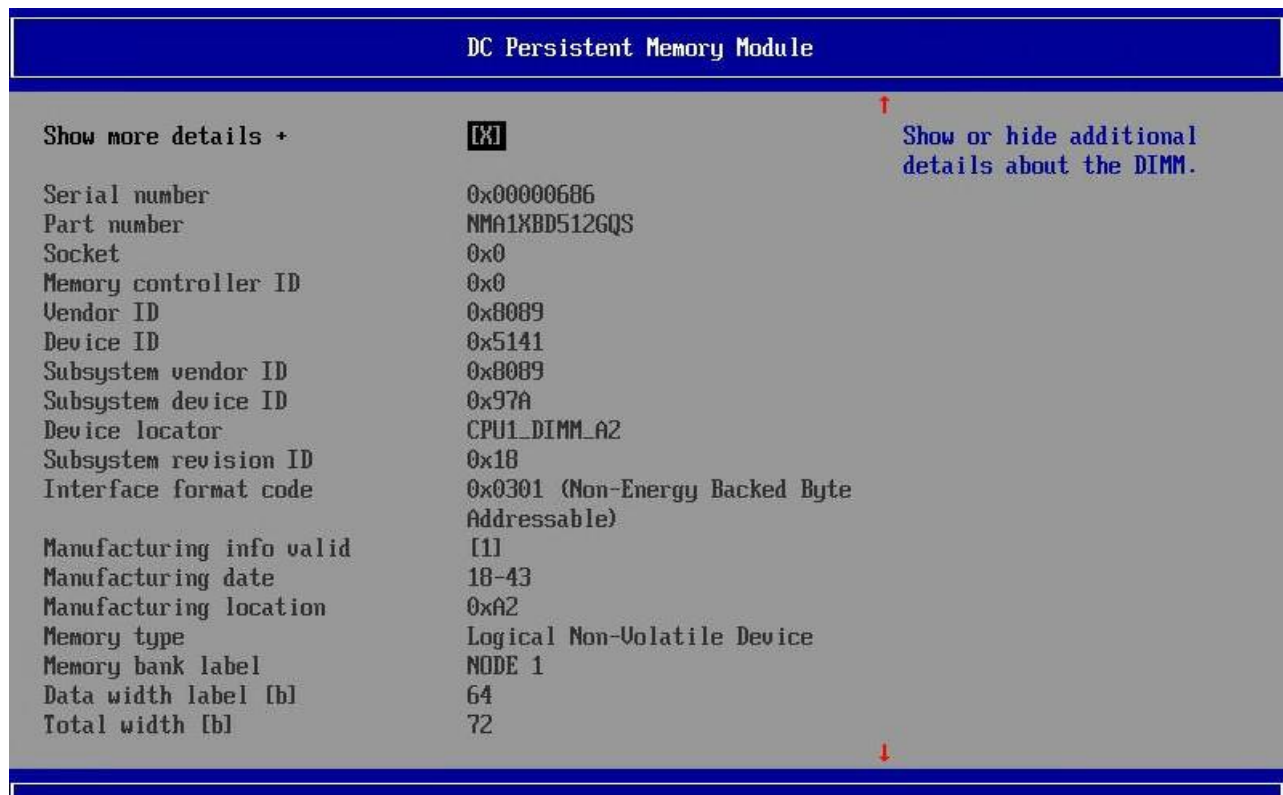 DC Persistent Memory Module
↑
Show more details + [X] Show or hide additional
details about the DIMM.
Serial number 0x00000686
Part number NMA1XBD512GQS
Socket 0x0
Memory controller ID 0x0
Vendor ID 0x8089
Device ID 0x5141
Subsystem vendor ID 0x8089
Subsystem device ID 0x97A
Device locator CPU1_DIMM_A2
Subsystem revision ID 0x18
Interface format code 0x0301 (Non-Energy Backed Byte
Addressable)
Manufacturing info valid [1]
Manufacturing date 18-43
Manufacturing location 0xA2
Memory type Logical Non-Volatile Device
Memory bank label NODE 1
Data width label [b] 64
Total width [b] 72
↓